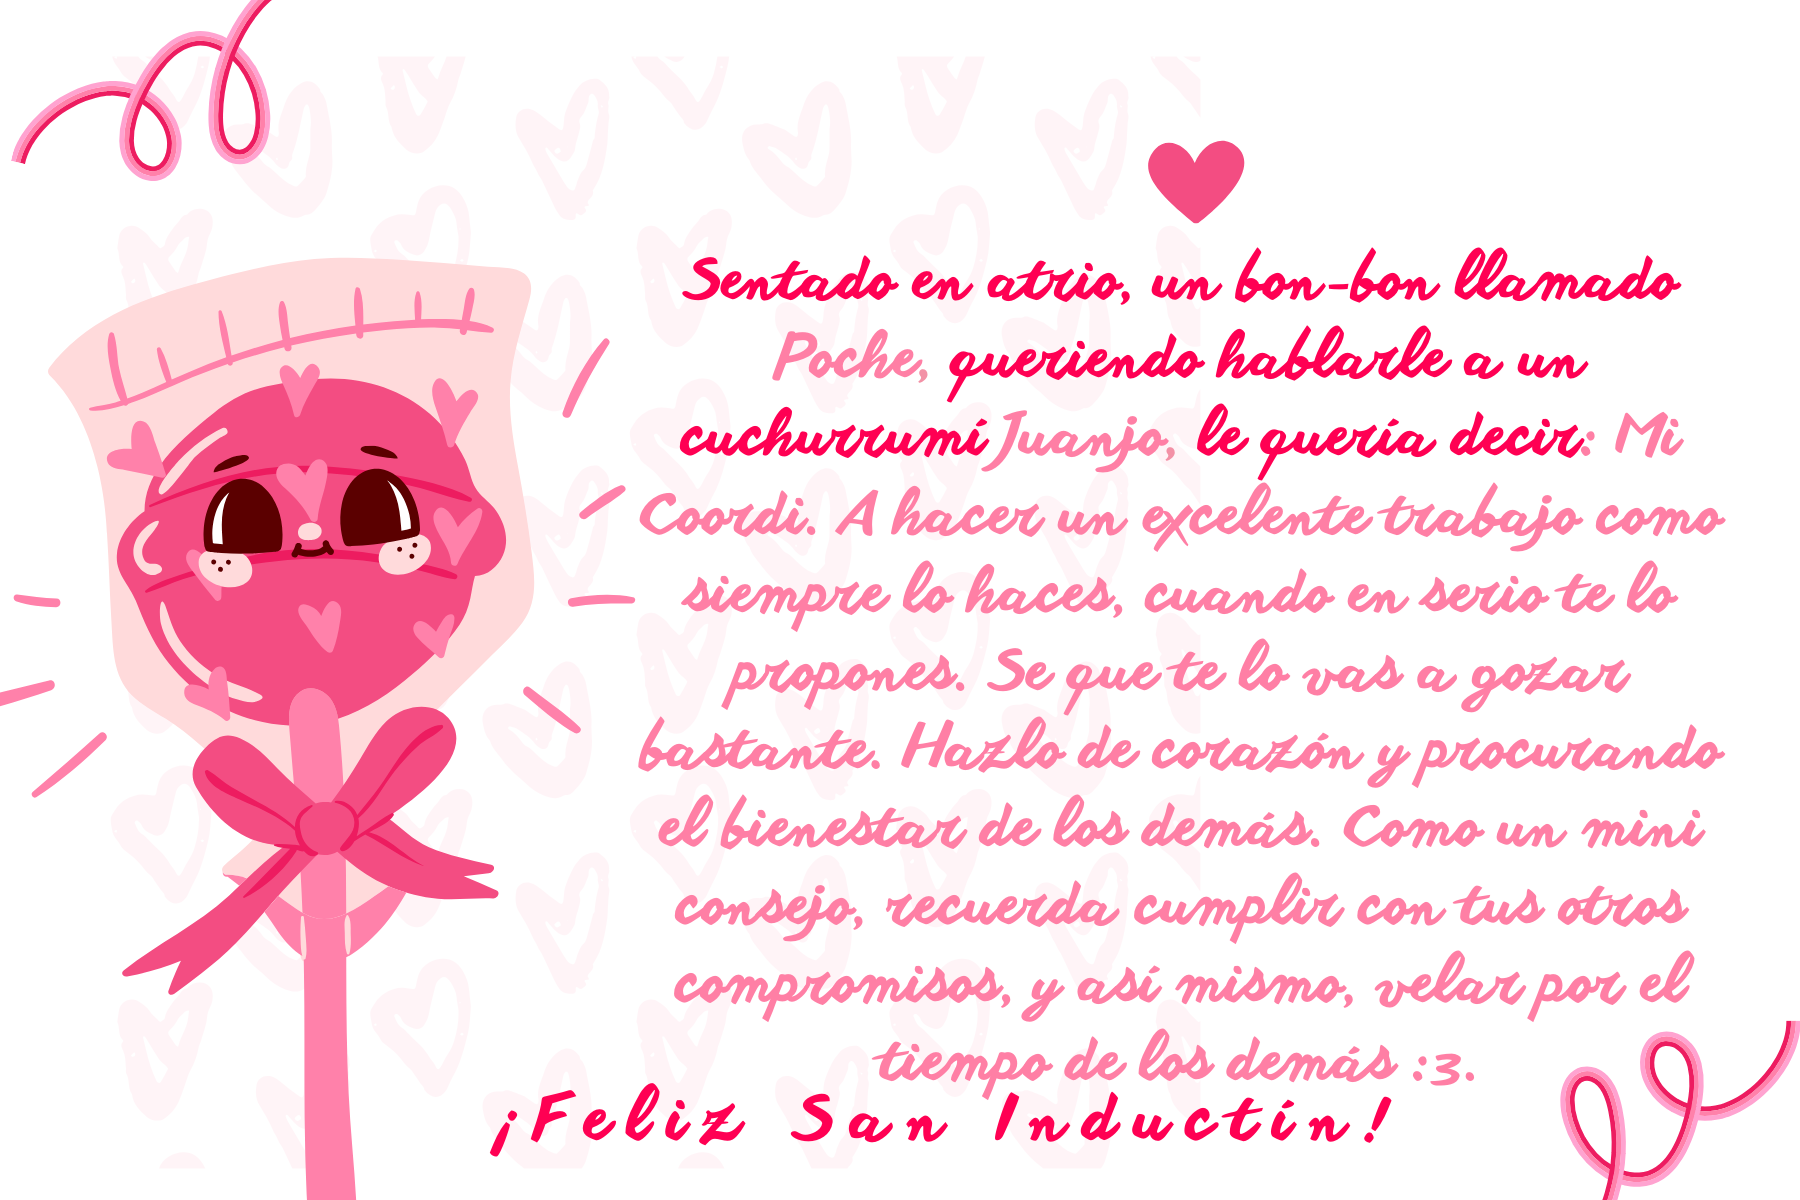 Sentado en atrio, un bon-bon llamado
Poche, queriendo hablarle a un
cuchurrumí Juanjo, le quería decir: Mi
Coordi. A hacer un excelente trabajo como
siempre lo haces, cuando en serio te lo
propones. Se que te lo vas a gozar
bastante. Hazlo de corazón y procurando
el bienestar de los demás. Como un mini
consejo, recuerda cumplir con tus otros
compromisos, y así mismo, velar por el
tiempo de los demás :3.
¡Feliz San Inductín!